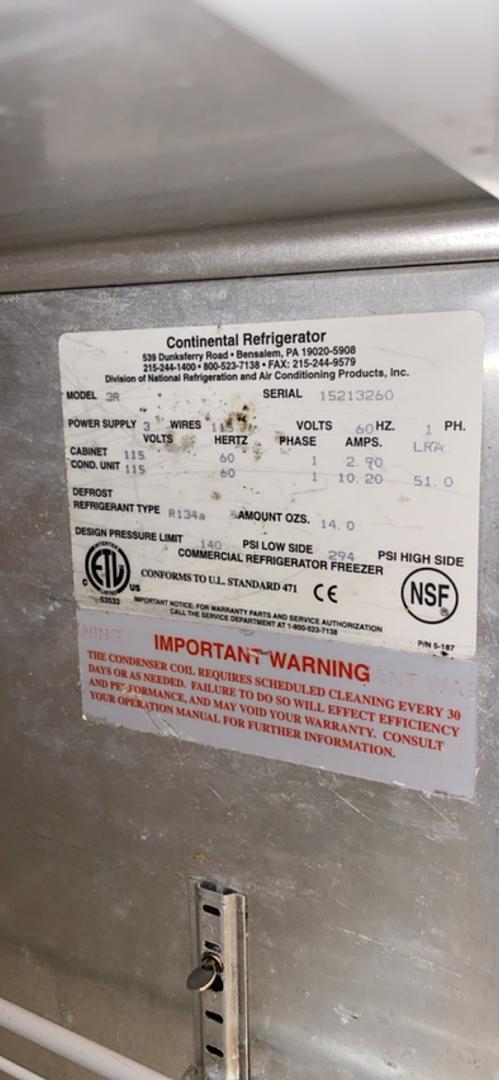 Continental Refrigerator
539 Dunksferry Road • Bensalem, PA 19020-5908
215-244-1400 • 800-523-7138 • FAX: 215-244-9579
Division of National Refrigeration and Air Conditioning Products, Inc.
MODEL 3R SERIAL 15213260
POWER SUPPLY 3 WIRES 115 VOLTS 60 HZ. 1 PH.
VOLTS HERTZ PHASE AMPS. LRA
CABINET 115 60 1 2.90
COND. UNIT 115 60 1 10.20 51.0
DEFROST
REFRIGERANT TYPE R134a AMOUNT OZS. 14.0
DESIGN PRESSURE LIMIT 140 PSI LOW SIDE 294 PSI HIGH SIDE
COMMERCIAL REFRIGERATOR FREEZER
INTERTEK
C ETL US
LISTED
53533
CONFORMS TO U.L. STANDARD 471 CE
NSF
IMPORTANT NOTICE: FOR WARRANTY PARTS AND SERVICE AUTHORIZATION
CALL THE SERVICE DEPARTMENT AT 1-800-523-7138
P/N 5-187
IMPORTANT WARNING
THE CONDENSER COIL REQUIRES SCHEDULED CLEANING EVERY 30
DAYS OR AS NEEDED. FAILURE TO DO SO WILL EFFECT EFFICIENCY
AND PERFORMANCE, AND MAY VOID YOUR WARRANTY. CONSULT
YOUR OPERATION MANUAL FOR FURTHER INFORMATION.